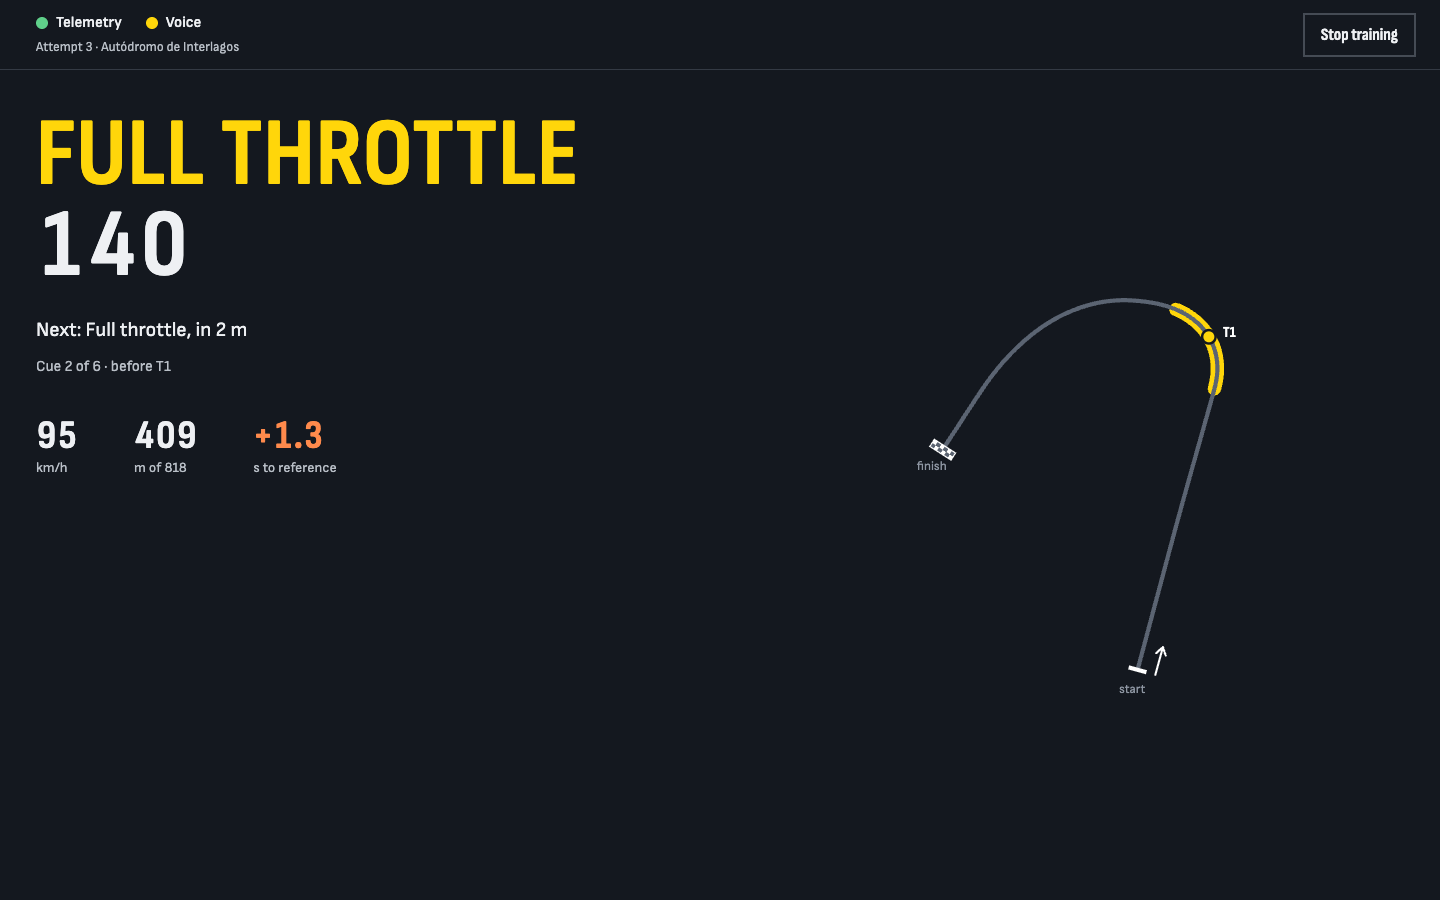 Telemetry Voice
Attempt 3 · Autódromo de Interlagos
Stop training
FULL THROTTLE
140
Next: Full throttle, in 2 m
Cue 2 of 6 · before T1
95 409 +1.3
km/h m of 818 s to reference
T1
finish
start